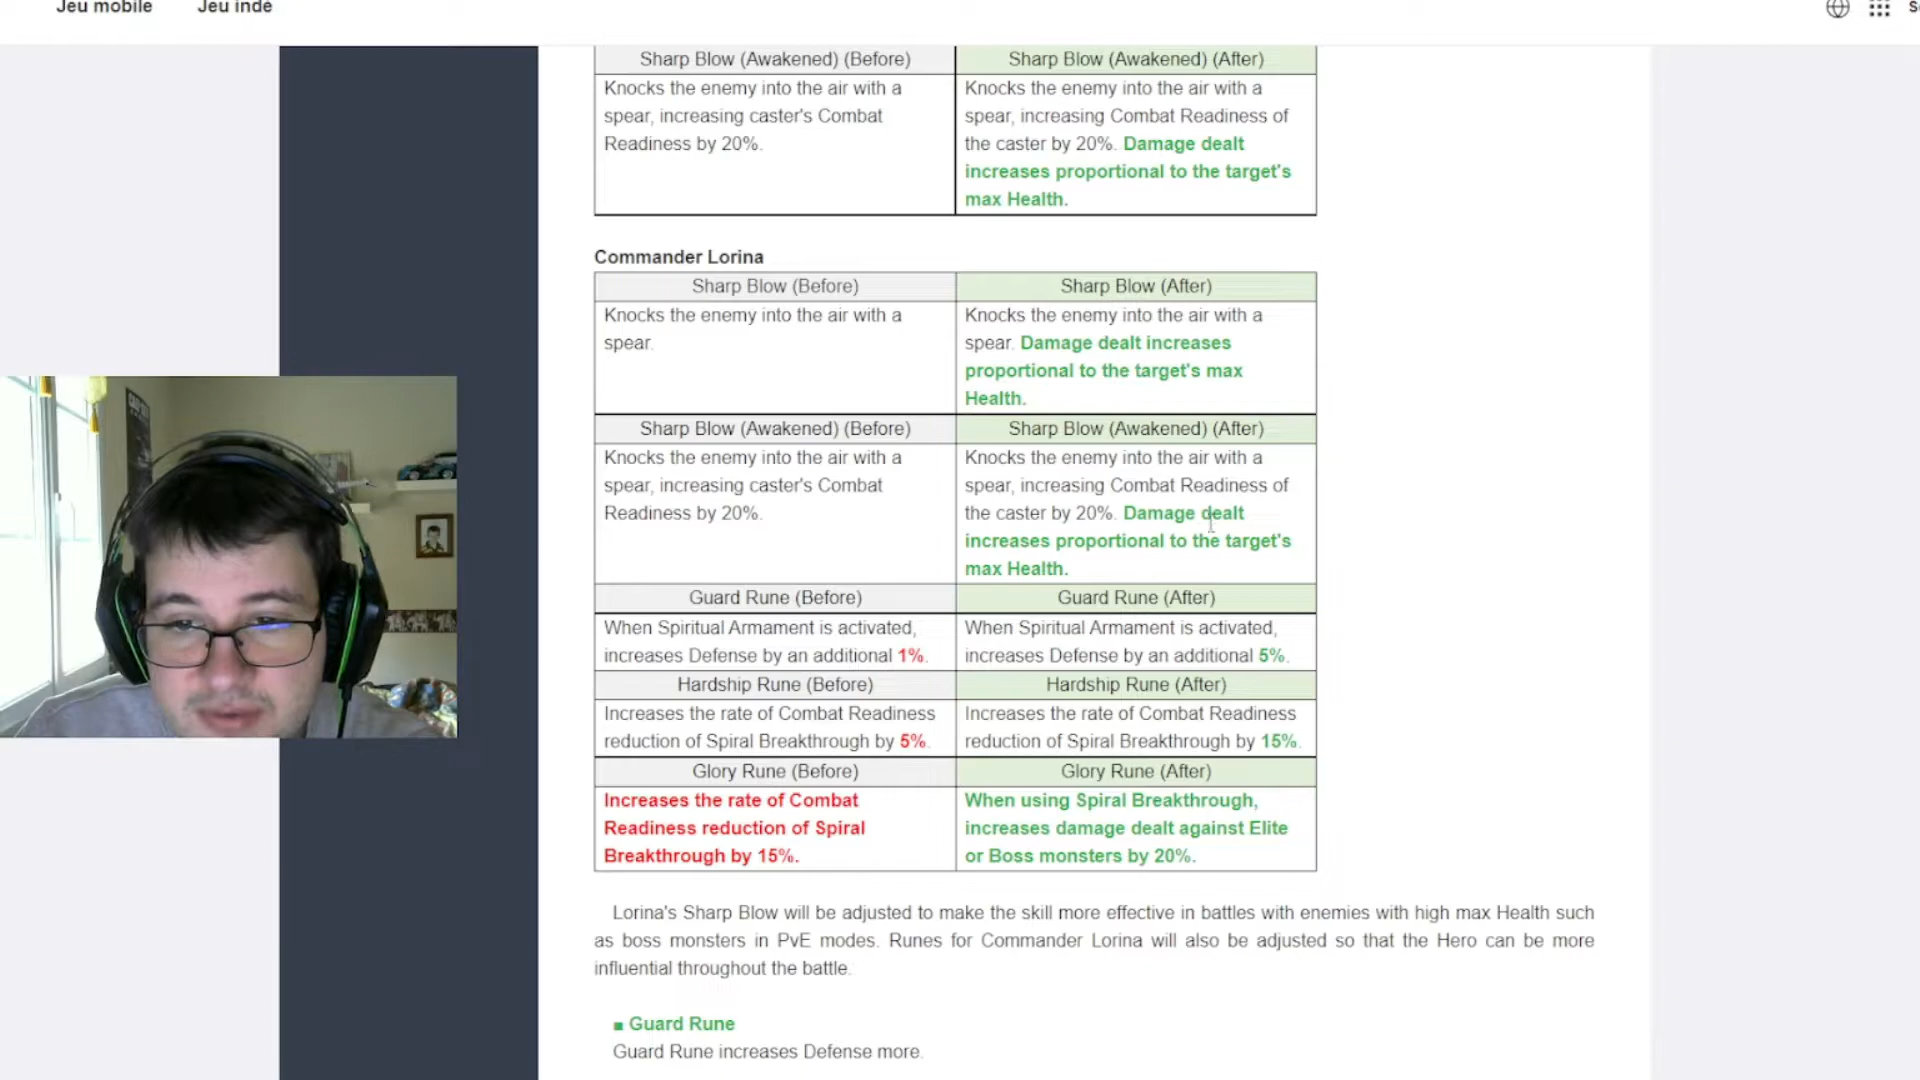 Jeu mobile Jeu indé
Sharp Blow (Awakened) (Before) Sharp Blow (Awakened) (After)
Knocks the enemy into the air with a
spear, increasing caster's Combat
Readiness by 20%.
Knocks the enemy into the air with a
spear, increasing Combat Readiness of
the caster by 20%. Damage dealt
increases proportional to the target's
max Health.
Commander Lorina
Sharp Blow (Before) Sharp Blow (After)
Knocks the enemy into the air with a
spear.
Knocks the enemy into the air with a
spear. Damage dealt increases
proportional to the target's max
Health.
Sharp Blow (Awakened) (Before) Sharp Blow (Awakened) (After)
Knocks the enemy into the air with a
spear, increasing caster's Combat
Readiness by 20%.
Knocks the enemy into the air with a
spear, increasing Combat Readiness of
the caster by 20%. Damage dealt
increases proportional to the target's
max Health.
Guard Rune (Before) Guard Rune (After)
When Spiritual Armament is activated,
increases Defense by an additional 1%.
When Spiritual Armament is activated,
increases Defense by an additional 5%.
Hardship Rune (Before) Hardship Rune (After)
Increases the rate of Combat Readiness
reduction of Spiral Breakthrough by 5%.
Increases the rate of Combat Readiness
reduction of Spiral Breakthrough by 15%.
Glory Rune (Before) Glory Rune (After)
Increases the rate of Combat
Readiness reduction of Spiral
Breakthrough by 15%.
When using Spiral Breakthrough,
increases damage dealt against Elite
or Boss monsters by 20%.
Lorina's Sharp Blow will be adjusted to make the skill more effective in battles with enemies with high max Health such
as boss monsters in PvE modes. Runes for Commander Lorina will also be adjusted so that the Hero can be more
influential throughout the battle.
■ Guard Rune
Guard Rune increases Defense more.